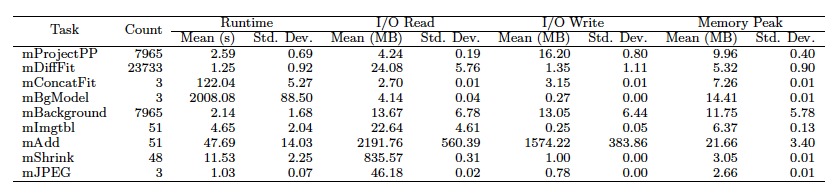 Task Count Runtime I/O Read I/O Write Memory Peak
Mean (s) Std. Dev. Mean (MB) Std. Dev. Mean (MB) Std. Dev. Mean (MB) Std. Dev.
mProjectPP 7965 2.59 0.69 4.24 0.19 16.20 0.80 9.96 0.40
mDiffFit 23733 1.25 0.92 24.08 5.76 1.35 1.11 5.32 0.90
mConcatFit 3 122.04 5.27 2.70 0.01 3.15 0.01 7.26 0.01
mBgModel 3 2008.08 88.50 4.14 0.04 0.27 0.00 14.41 0.01
mBackground 7965 2.14 1.68 13.67 6.78 13.05 6.44 11.75 5.78
mImgtbl 51 4.65 2.04 22.64 4.61 0.25 0.05 6.37 0.13
mAdd 51 47.69 14.03 2191.76 560.39 1574.22 383.86 21.66 3.40
mShrink 48 11.53 2.25 835.57 0.31 1.00 0.00 3.05 0.01
mJPEG 3 1.03 0.07 46.18 0.02 0.78 0.00 2.66 0.01